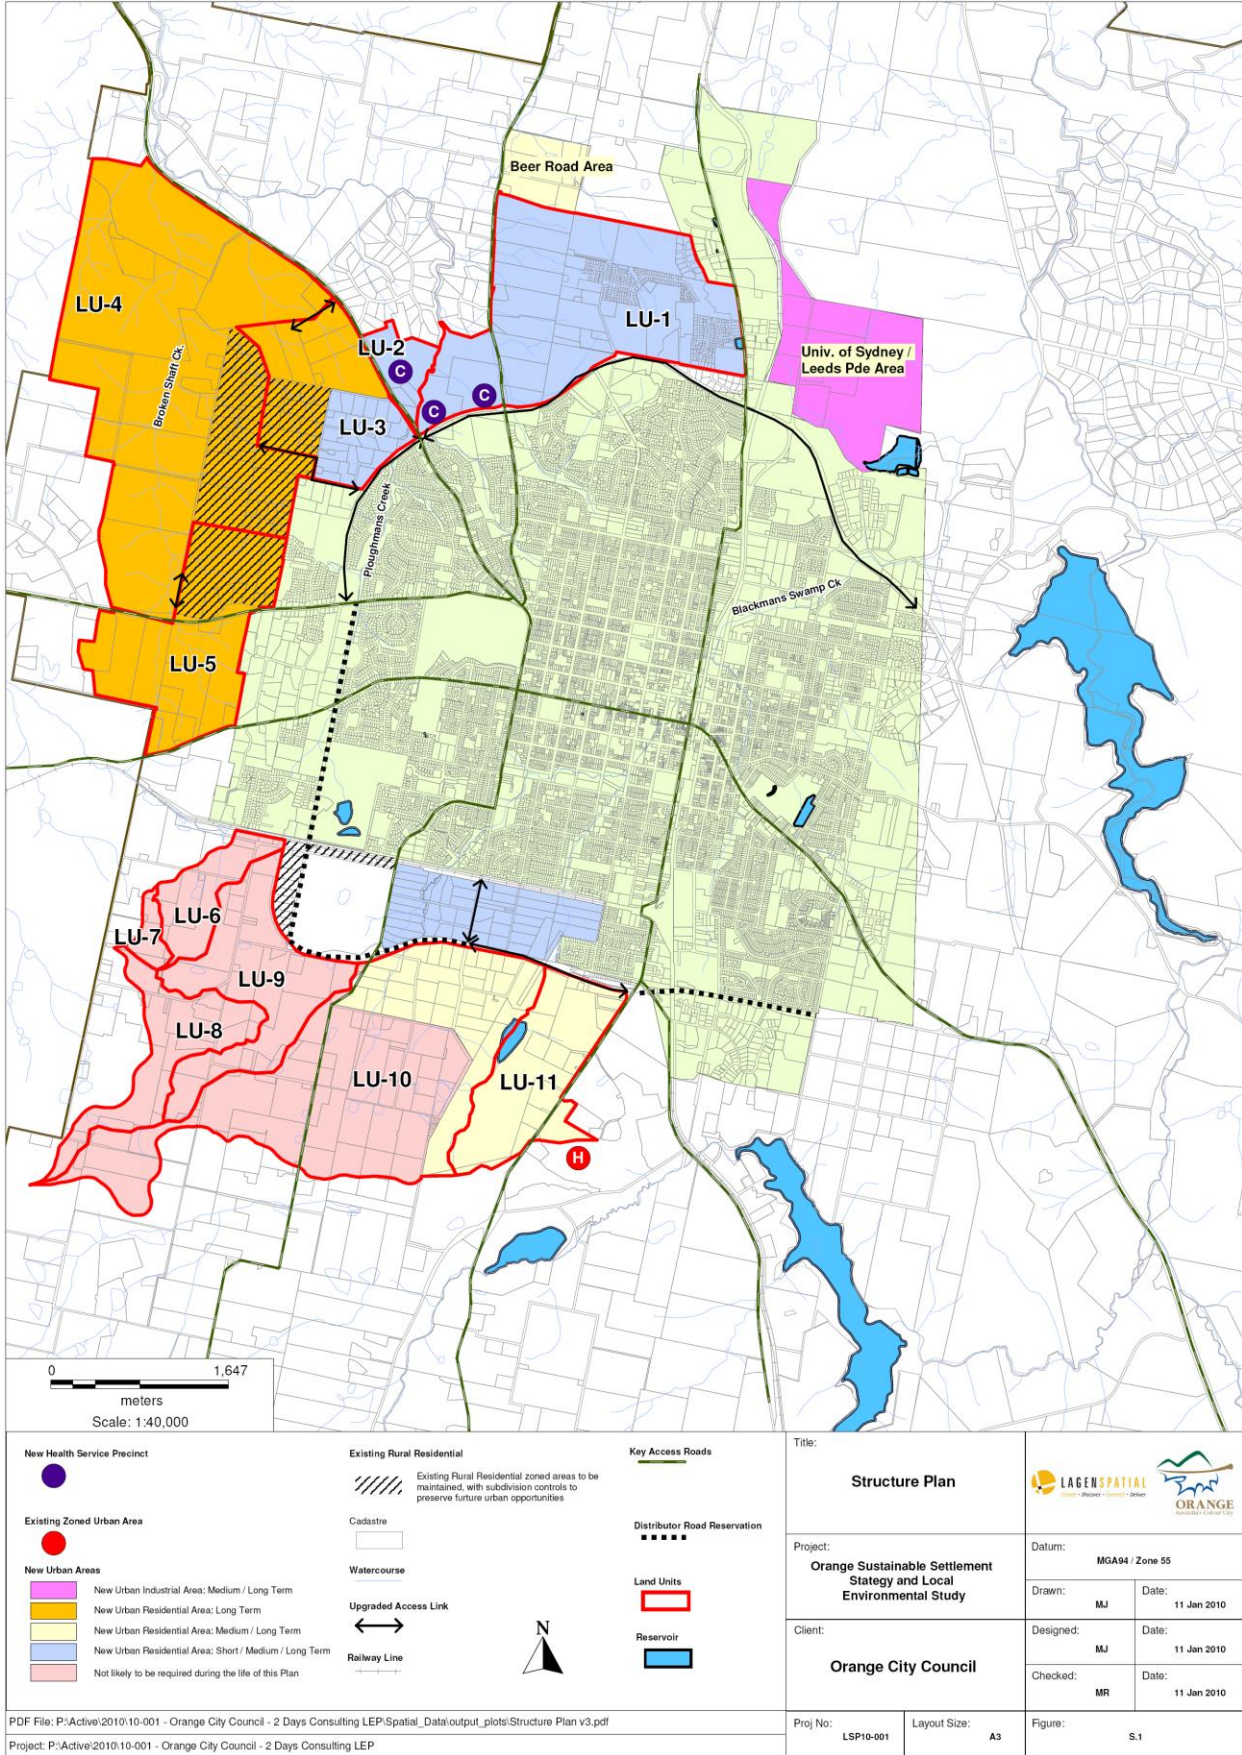 Beer Road Area
LU-4
LU-1
LU-2
Univ. of Sydney /
Leeds Pde Area
Broken Shaft Ck.
C
C
C
LU-3
Ploughmans Creek
Blackmans Swamp Ck
LU-5
LU-6
LU-7
LU-9
LU-8
LU-10
LU-11
H
0 1,647
meters
Scale: 1:40,000
New Health Service Precinct
Existing Zoned Urban Area
New Urban Areas
New Urban Industrial Area: Medium / Long Term
New Urban Residential Area: Long Term
New Urban Residential Area: Medium / Long Term
New Urban Residential Area: Short / Medium / Long Term
Not likely to be required during the life of this Plan
Existing Rural Residential
Existing Rural Residential zoned areas to be
maintained, with subdivision controls to
preserve furture urban opportunities
Cadastre
Watercourse
Upgraded Access Link
Railway Line
N
Key Access Roads
Distributor Road Reservation
Land Units
Reservoir
Title:
Structure Plan
LAGENSPATIAL
ORANGE
Australia's Colour City
Project:
Orange Sustainable Settlement
Stategy and Local
Environmental Study
Datum:
MGA94 / Zone 55
Drawn:
MJ
Date:
11 Jan 2010
Client:
Orange City Council
Designed:
MJ
Date:
11 Jan 2010
Checked:
MR
Date:
11 Jan 2010
PDF File: P:\Active\2010\10-001 - Orange City Council - 2 Days Consulting LEP\Spatial_Data\output_plots\Structure Plan v3.pdf
Project: P:\Active\2010\10-001 - Orange City Council - 2 Days Consulting LEP
Proj No:
LSP10-001
Layout Size:
A3
Figure:
S.1